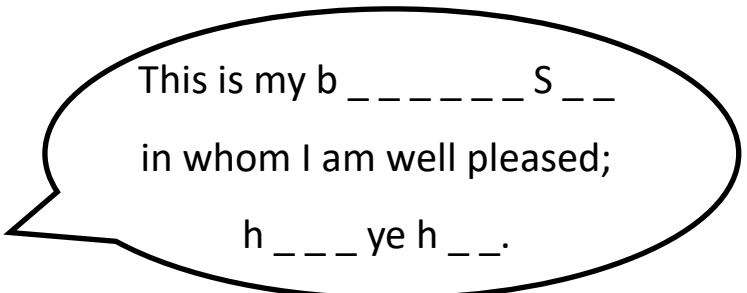 This is my b _ _ _ _ _ _ S _ _
in whom I am well pleased;
h _ _ _ ye h _ _.